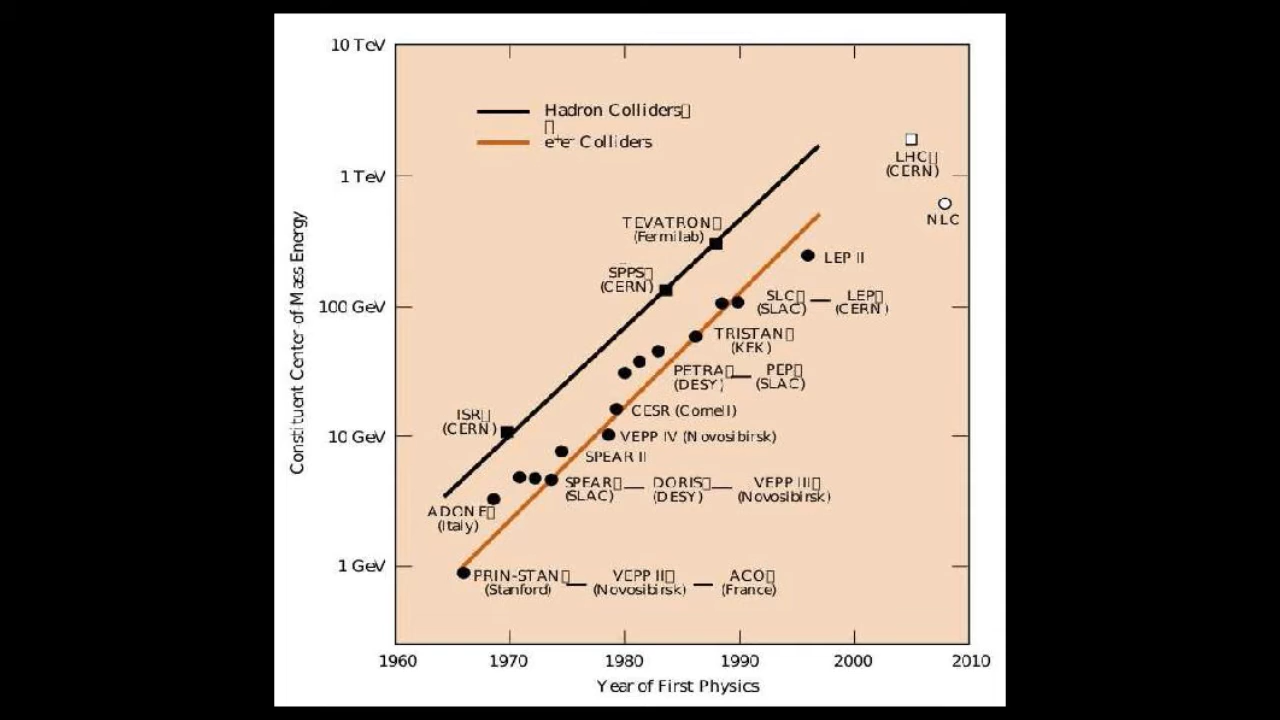 10 TeV
Hadron Colliders▯
▯
e⁺e⁻ Colliders
LHC▯
(CERN)
1 TeV
NLC
TEVATRON▯
(Fermilab)
LEP II
SPPS▯
(CERN)
SLC▯ — LEP▯
(SLAC) (CERN)
100 GeV
TRISTAN▯
(KEK)
PETRA▯ — PEP▯
(DESY) (SLAC)
CESR (Cornell)
ISR▯
(CERN)
10 GeV
VEPP IV (Novosibirsk)
SPEAR II
SPEAR▯ — DORIS▯ — VEPP III▯
(SLAC) (DESY) (Novosibirsk)
ADONE▯
(Italy)
1 GeV
PRIN-STAN▯ — VEPP II▯ — ACO▯
(Stanford) (Novosibirsk) (France)
Constituent Center-of-Mass Energy
1960 1970 1980 1990 2000 2010
Year of First Physics